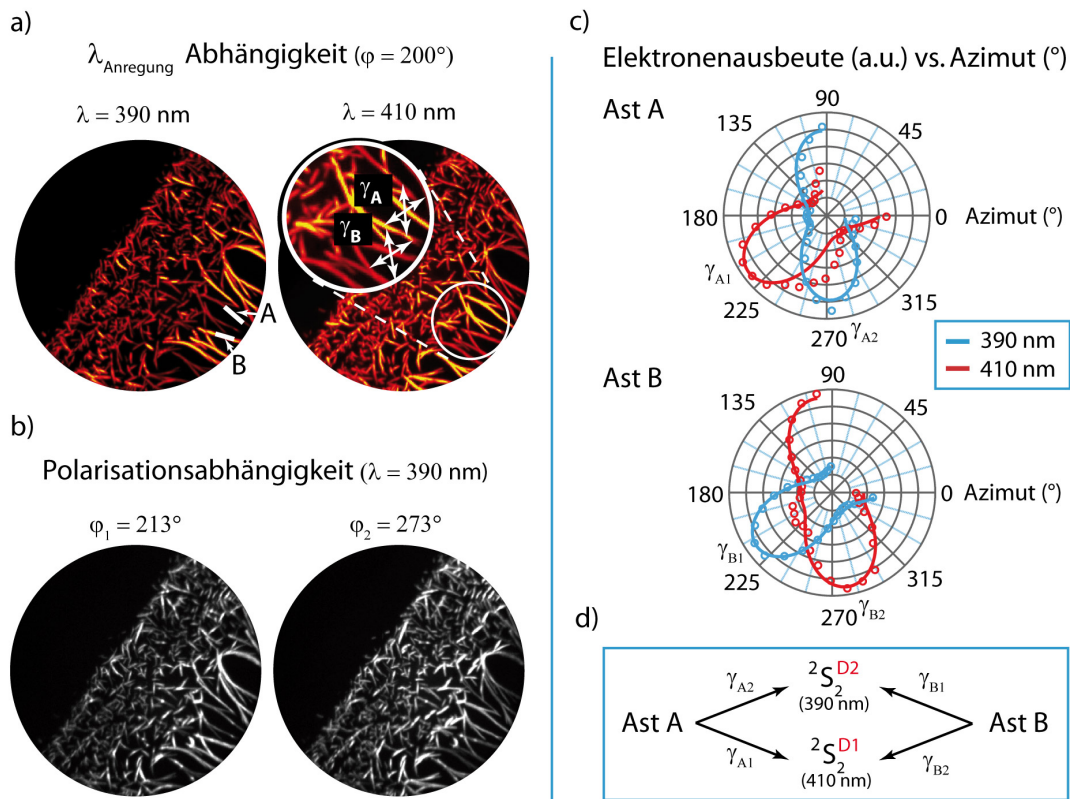 a)
λAnregung Abhängigkeit (φ = 200°)
λ = 390 nm
λ = 410 nm
γA
γB
A
B
b)
Polarisationsabhängigkeit (λ = 390 nm)
φ1 = 213°
φ2 = 273°
c)
Elektronenausbeute (a.u.) vs. Azimut (°)
Ast A
90
135
45
180
0
Azimut (°)
γA1
225
315
270
γA2
390 nm
410 nm
Ast B
90
135
45
180
0
Azimut (°)
γB1
225
315
270
γB2
d)
γA2
2S2D2
γB1
(390 nm)
Ast A
Ast B
γA1
2S2D1
γB2
(410 nm)